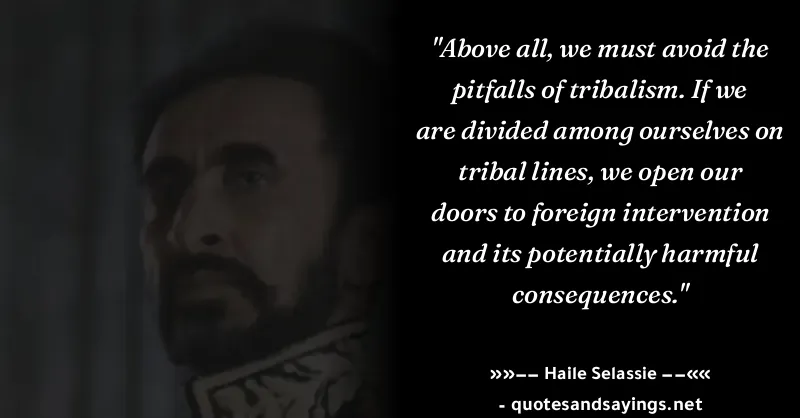 "Above all, we must avoid the
pitfalls of tribalism. If we
are divided among ourselves on
tribal lines, we open our
doors to foreign intervention
and its potentially harmful
consequences."
»»−− Haile Selassie −−««
- quotesandsayings.net